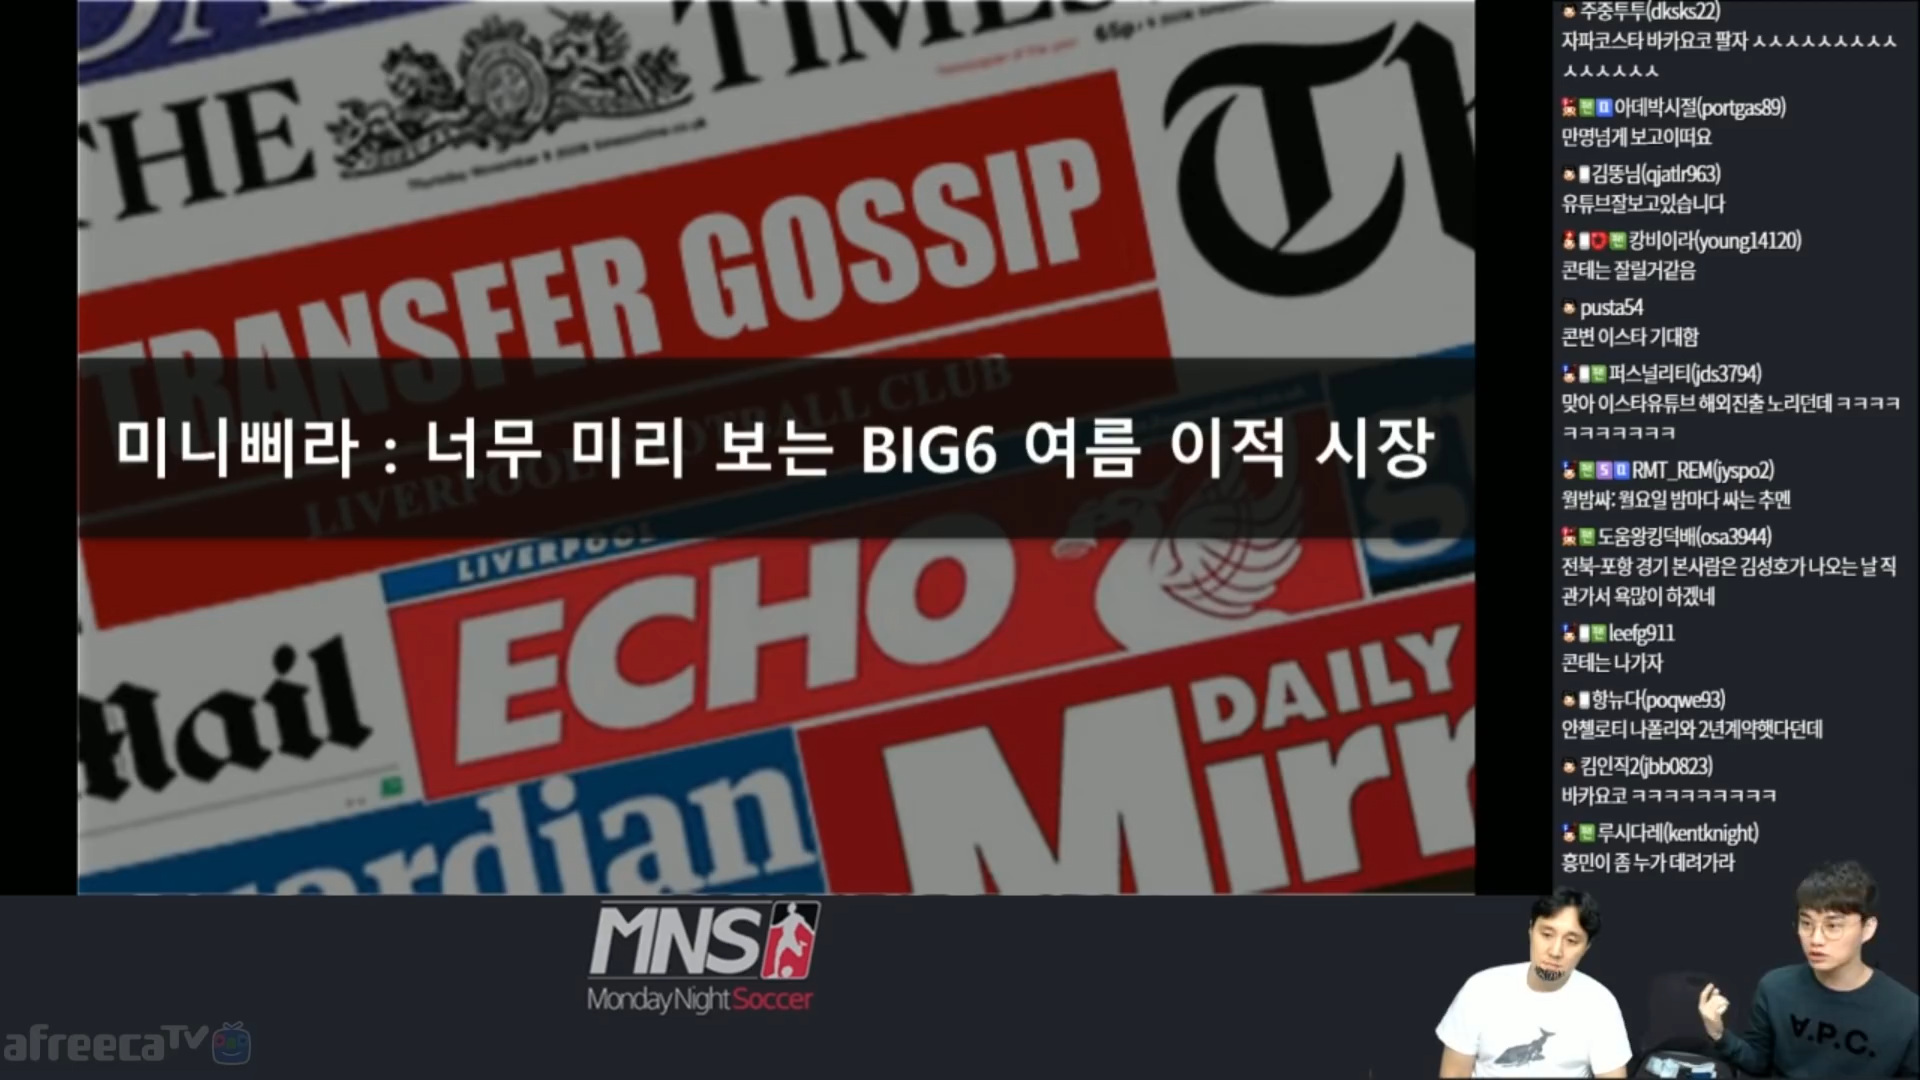 THE TIMES
65p
TRANSFER GOSSIP
LIVERPOOL FOOTBALL CLUB
미니삐라 : 너무 미리 보는 BIG6 여름 이적 시장
LIVERPOOL
ECHO
Mail
DAILY
Mirr
ardian
MNS
MondayNightSoccer
afreecaTV
주중투투(dksks22)
자파코스타 바카요코 팔자 ㅅㅅㅅㅅㅅㅅㅅㅅㅅ
ㅅㅅㅅㅅㅅㅅ
아데박시절(portgas89)
만명넘게 보고이떠요
김뚱님(qjatlr963)
유튜브잘보고있습니다
캉비이라(young14120)
콘테는 잘릴거같음
pusta54
콘변 이스타 기대함
퍼스널리티(jds3794)
맞아 이스타유튜브 해외진출 노리던데 ㅋㅋㅋㅋ
ㅋㅋㅋㅋㅋㅋㅋ
RMT_REM(jyspo2)
월밤싸: 월요일 밤마다 싸는 추멘
도움왕킹덕배(osa3944)
전북-포항 경기 본사람은 김성호가 나오는 날 직
관가서 욕많이 하겠네
leefg911
콘테는 나가자
항뉴다(poqwe93)
안첼로티 나폴리와 2년계약햇다던데
킴인직2(jbb0823)
바카요코 ㅋㅋㅋㅋㅋㅋㅋㅋㅋ
루시다레(kentknight)
흥민이 좀 누가 데려가라
A.P.C.